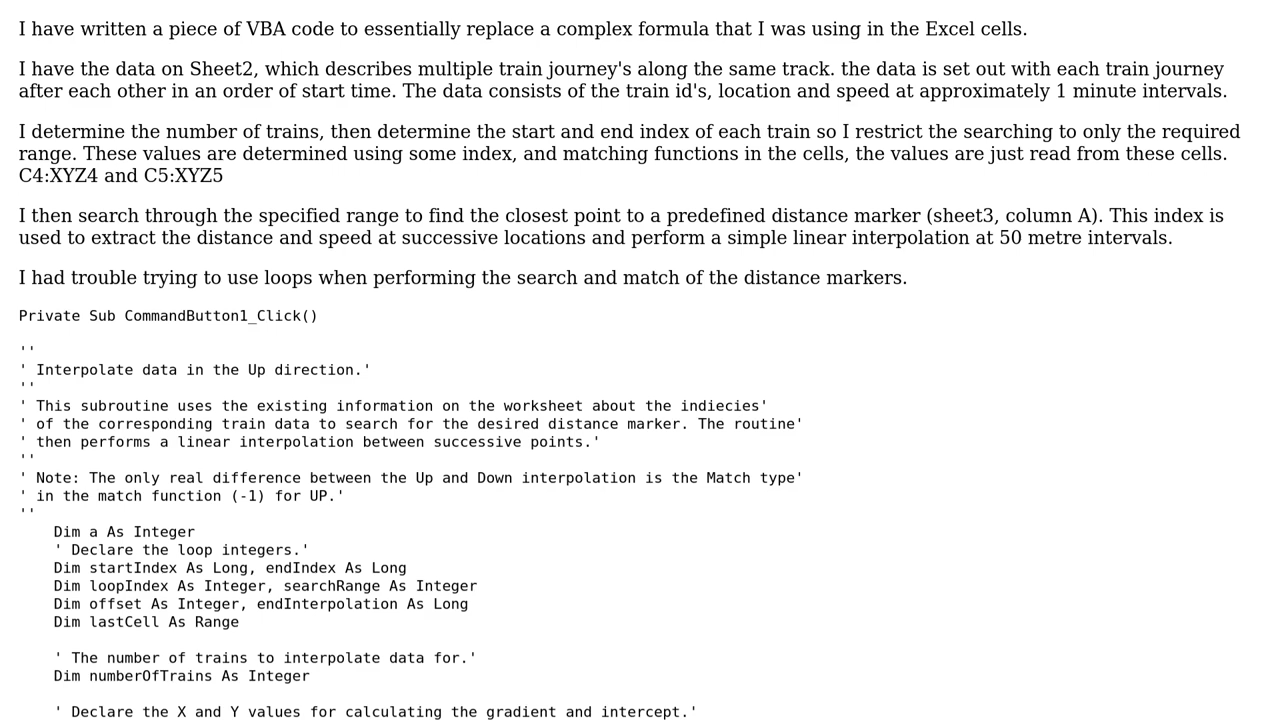 I have written a piece of VBA code to essentially replace a complex formula that I was using in the Excel cells.
I have the data on Sheet2, which describes multiple train journey's along the same track. the data is set out with each train journey
after each other in an order of start time. The data consists of the train id's, location and speed at approximately 1 minute intervals.
I determine the number of trains, then determine the start and end index of each train so I restrict the searching to only the required
range. These values are determined using some index, and matching functions in the cells, the values are just read from these cells.
C4:XYZ4 and C5:XYZ5
I then search through the specified range to find the closest point to a predefined distance marker (sheet3, column A). This index is
used to extract the distance and speed at successive locations and perform a simple linear interpolation at 50 metre intervals.
I had trouble trying to use loops when performing the search and match of the distance markers.
Private Sub CommandButton1_Click()
''
' Interpolate data in the Up direction.'
''
' This subroutine uses the existing information on the worksheet about the indiecies'
' of the corresponding train data to search for the desired distance marker. The routine'
' then performs a linear interpolation between successive points.'
''
' Note: The only real difference between the Up and Down interpolation is the Match type'
' in the match function (-1) for UP.'
''
Dim a As Integer
' Declare the loop integers.'
Dim startIndex As Long, endIndex As Long
Dim loopIndex As Integer, searchRange As Integer
Dim offset As Integer, endInterpolation As Long
Dim lastCell As Range
' The number of trains to interpolate data for.'
Dim numberOfTrains As Integer
' Declare the X and Y values for calculating the gradient and intercept.'